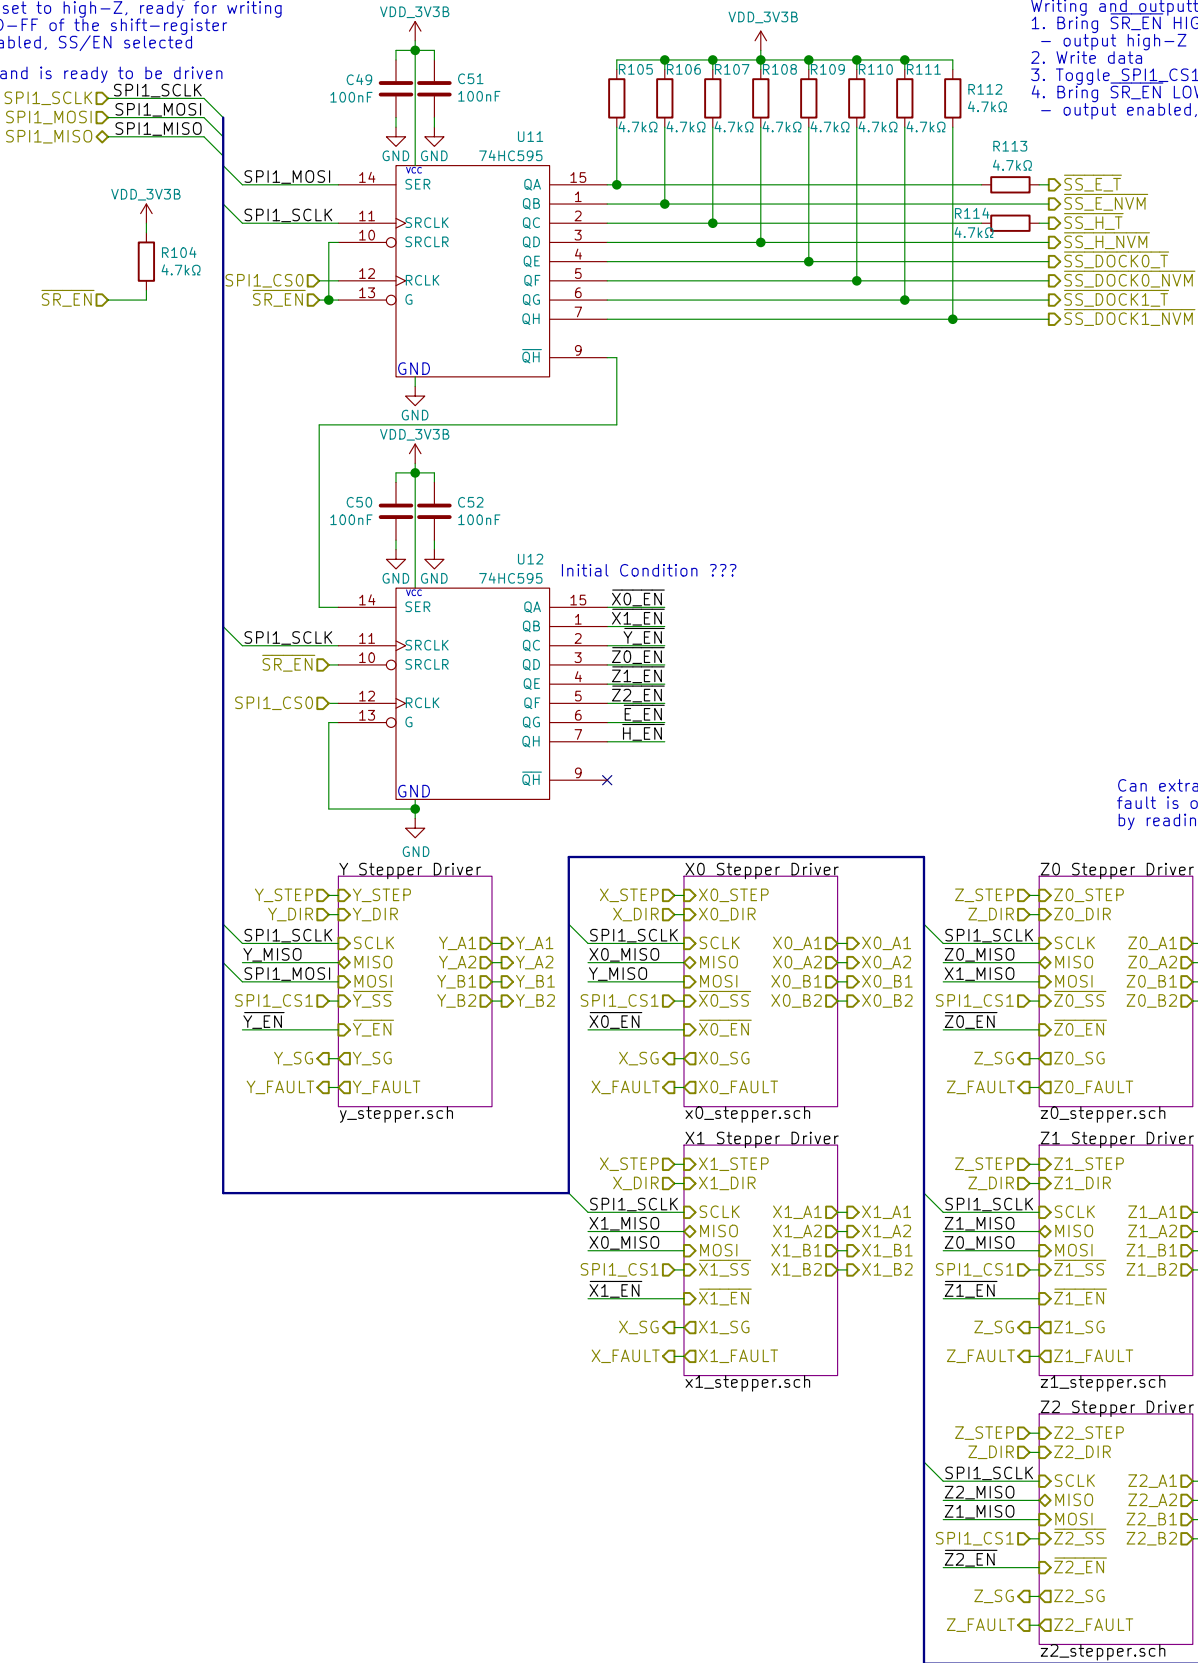 set to high-Z, ready for writing
D-FF of the shift-register
abled, SS/EN selected
and is ready to be driven
SPI1_SCLK SPI1_SCLK
SPI1_MOSI SPI1_MOSI
SPI1_MISO SPI1_MISO
VDD_3V3B
R104
4.7kΩ
SR_EN
VDD_3V3B
C49
100nF
C51
100nF
GND GND
U11
74HC595
VCC
SPI1_MOSI 14 SER
SPI1_SCLK 11 SRCLK
10 SRCLR
SPI1_CS0 12 RCLK
SR_EN 13 G
QA 15
QB 1
QC 2
QD 3
QE 4
QF 5
QG 6
QH 7
QH 9
GND
GND
VDD_3V3B
R105 R106 R107 R108 R109 R110 R111
R112
4.7kΩ
4.7kΩ 4.7kΩ 4.7kΩ 4.7kΩ 4.7kΩ 4.7kΩ 4.7kΩ
R113
4.7kΩ
R114
4.7kΩ
SS_E_T
SS_E_NVM
SS_H_T
SS_H_NVM
SS_DOCK0_T
SS_DOCK0_NVM
SS_DOCK1_T
SS_DOCK1_NVM
Writing and outputt
1. Bring SR_EN HIG
- output high-Z
2. Write data
3. Toggle SPI1_CS1
4. Bring SR_EN LOW
- output enabled,
VDD_3V3B
C50
100nF
C52
100nF
GND GND
U12
74HC595
VCC
14 SER
SPI1_SCLK 11 SRCLK
SR_EN 10 SRCLR
SPI1_CS0 12 RCLK
13 G
Initial Condition ???
QA 15 X0_EN
QB 1 X1_EN
QC 2 Y_EN
QD 3 Z0_EN
QE 4 Z1_EN
QF 5 Z2_EN
QG 6 E_EN
QH 7 H_EN
QH 9
GND
GND
Can extra
fault is o
by readin
Y Stepper Driver
Y_STEP Y_STEP
Y_DIR Y_DIR
SPI1_SCLK SCLK Y_A1 Y_A1
Y_MISO MISO Y_A2 Y_A2
SPI1_MOSI MOSI Y_B1 Y_B1
SPI1_CS1 Y_SS Y_B2 Y_B2
Y_EN Y_EN
Y_SG Y_SG
Y_FAULT Y_FAULT
y_stepper.sch
X0 Stepper Driver
X_STEP X0_STEP
X_DIR X0_DIR
SPI1_SCLK SCLK X0_A1 X0_A1
X0_MISO MISO X0_A2 X0_A2
Y_MISO MOSI X0_B1 X0_B1
SPI1_CS1 X0_SS X0_B2 X0_B2
X0_EN X0_EN
X_SG X0_SG
X_FAULT X0_FAULT
x0_stepper.sch
Z0 Stepper Driver
Z_STEP Z0_STEP
Z_DIR Z0_DIR
SPI1_SCLK SCLK Z0_A1
Z0_MISO MISO Z0_A2
X1_MISO MOSI Z0_B1
SPI1_CS1 Z0_SS Z0_B2
Z0_EN Z0_EN
Z_SG Z0_SG
Z_FAULT Z0_FAULT
z0_stepper.sch
X1 Stepper Driver
X_STEP X1_STEP
X_DIR X1_DIR
SPI1_SCLK SCLK X1_A1 X1_A1
X1_MISO MISO X1_A2 X1_A2
X0_MISO MOSI X1_B1 X1_B1
SPI1_CS1 X1_SS X1_B2 X1_B2
X1_EN X1_EN
X_SG X1_SG
X_FAULT X1_FAULT
x1_stepper.sch
Z1 Stepper Driver
Z_STEP Z1_STEP
Z_DIR Z1_DIR
SPI1_SCLK SCLK Z1_A1
Z1_MISO MISO Z1_A2
Z0_MISO MOSI Z1_B1
SPI1_CS1 Z1_SS Z1_B2
Z1_EN Z1_EN
Z_SG Z1_SG
Z_FAULT Z1_FAULT
z1_stepper.sch
Z2 Stepper Driver
Z_STEP Z2_STEP
Z_DIR Z2_DIR
SPI1_SCLK SCLK Z2_A1
Z2_MISO MISO Z2_A2
Z1_MISO MOSI Z2_B1
SPI1_CS1 Z2_SS Z2_B2
Z2_EN Z2_EN
Z_SG Z2_SG
Z_FAULT Z2_FAULT
z2_stepper.sch